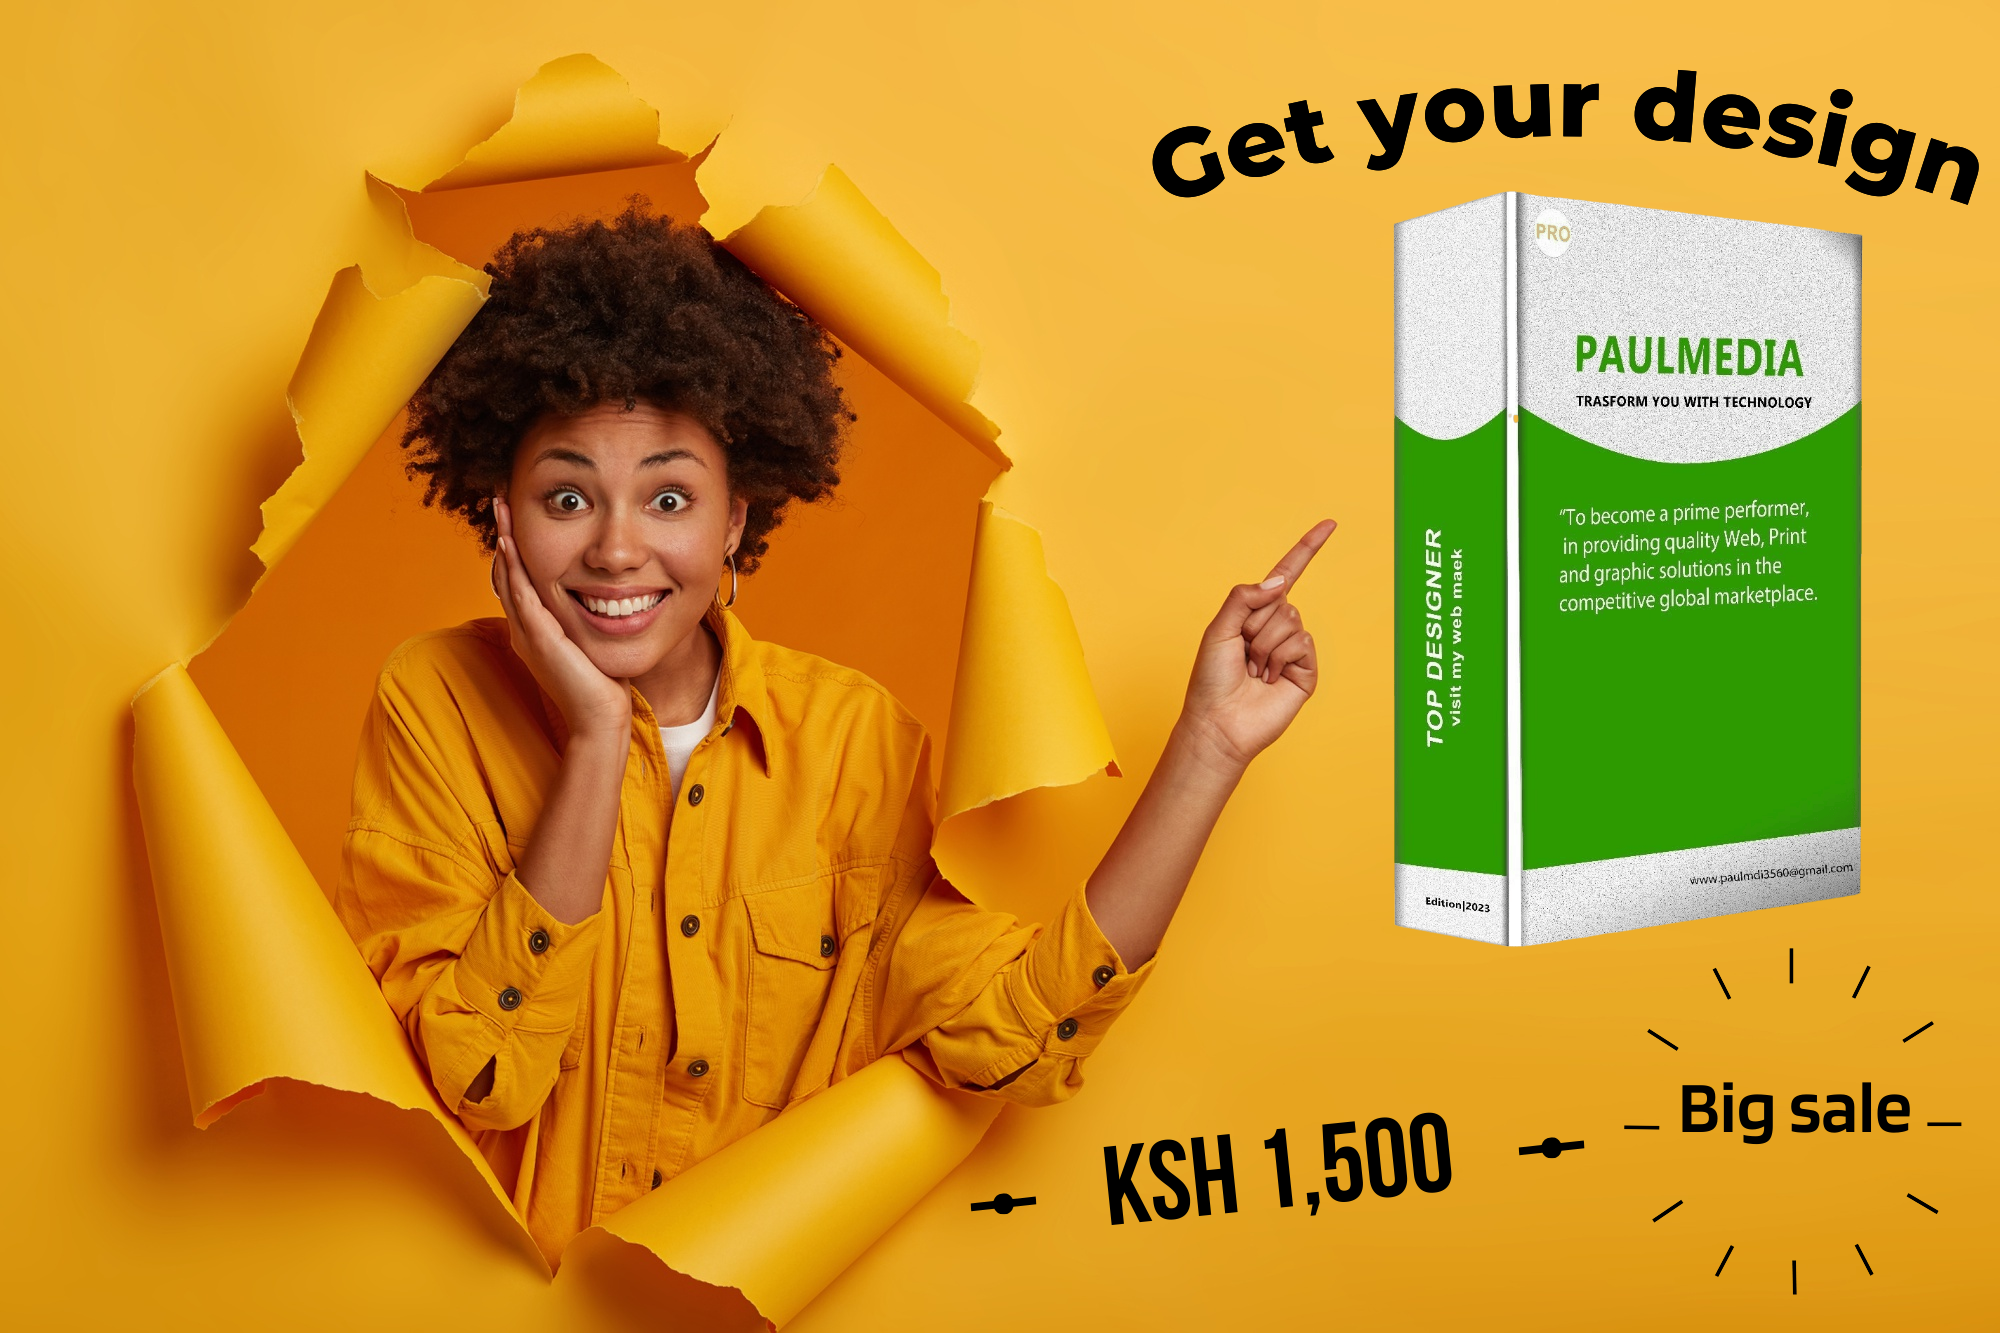 Get your design
PRO
PAULMEDIA
TRASFORM YOU WITH TECHNOLOGY
"To become a prime performer,
in providing quality Web, Print
and graphic solutions in the
competitive global marketplace.
TOP DESIGNER
visit my web maek
www.paulmdi3560@gmail.com
Edition|2023
Big sale
KSH 1,500